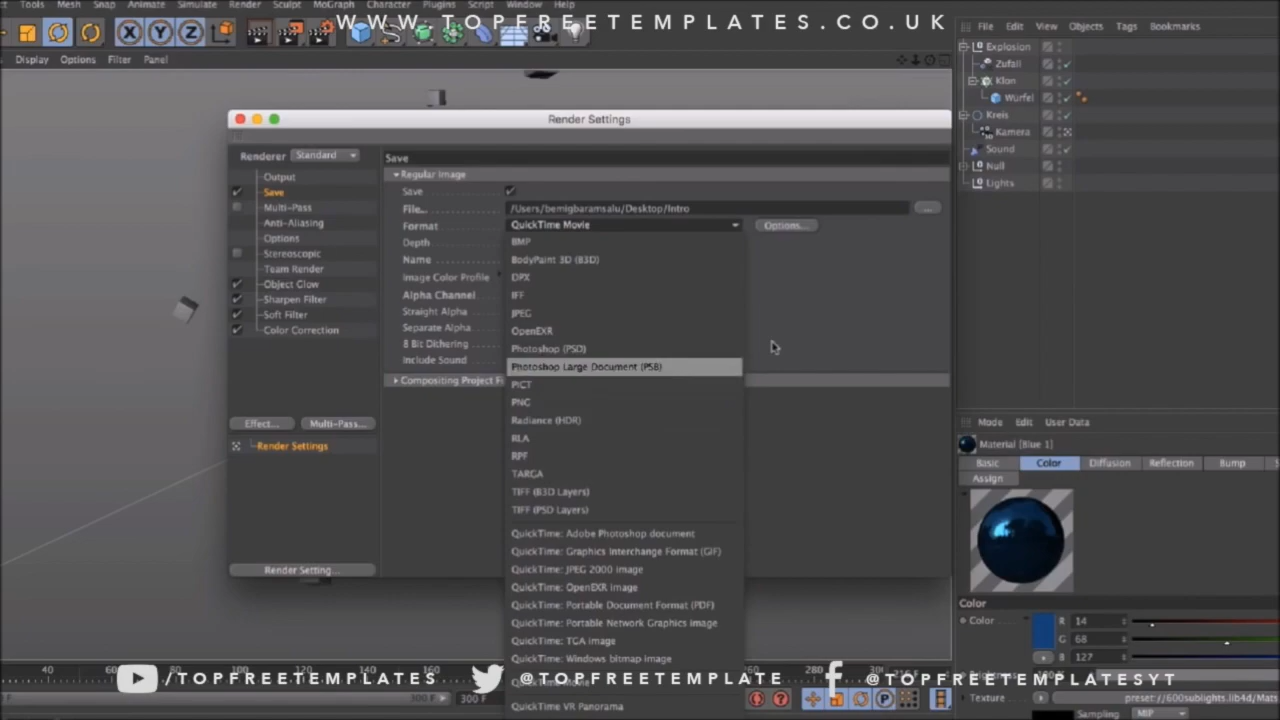 Tools Mesh Snap Animate Simulate Render Sculpt MoGraph Character Plugins Script Window Help
WWW.TOPFREETEMPLATES.CO.UK
File Edit View Objects Tags Bookmarks
X Y Z
Display Options Filter Panel
Explosion
Zufall
Klon
Würfel
Kreis
Kamera
Sound
Null
Lights
Render Settings
Renderer Standard
Output
Save
Multi-Pass
Anti-Aliasing
Options
Stereoscopic
Team Render
Object Glow
Sharpen Filter
Soft Filter
Color Correction
Effect... Multi-Pass...
Render Settings
Render Setting...
Save
Regular Image
Save
File... /Users/bemigbaramsalu/Desktop/Intro ...
Format QuickTime Movie Options...
Depth
Name
Image Color Profile
Alpha Channel
Straight Alpha
Separate Alpha
8 Bit Dithering
Include Sound
Compositing Project Fi
BMP
BodyPaint 3D (B3D)
DPX
IFF
JPEG
OpenEXR
Photoshop (PSD)
Photoshop Large Document (PSB)
PICT
PNG
Radiance (HDR)
RLA
RPF
TARGA
TIFF (B3D Layers)
TIFF (PSD Layers)
QuickTime: Adobe Photoshop document
QuickTime: Graphics Interchange Format (GIF)
QuickTime: JPEG 2000 image
QuickTime: OpenEXR image
QuickTime: Portable Document Format (PDF)
QuickTime: Portable Network Graphics image
QuickTime: TGA image
QuickTime: Windows bitmap image
QuickTime VR Panorama
Mode Edit User Data
Material [Blue 1]
Basic Color Diffusion Reflection Bump
Assign
Color
Color R 14
G 68
B 127
Texture preset://600sublights.lib4d/Mats
Sampling MIP
40 60 80 100 120 140 160 260 280
/TOPFREETEMPLATES @TOPFREETEMPLATE @TOPFREETEMPLATESYT
300 F 300 F